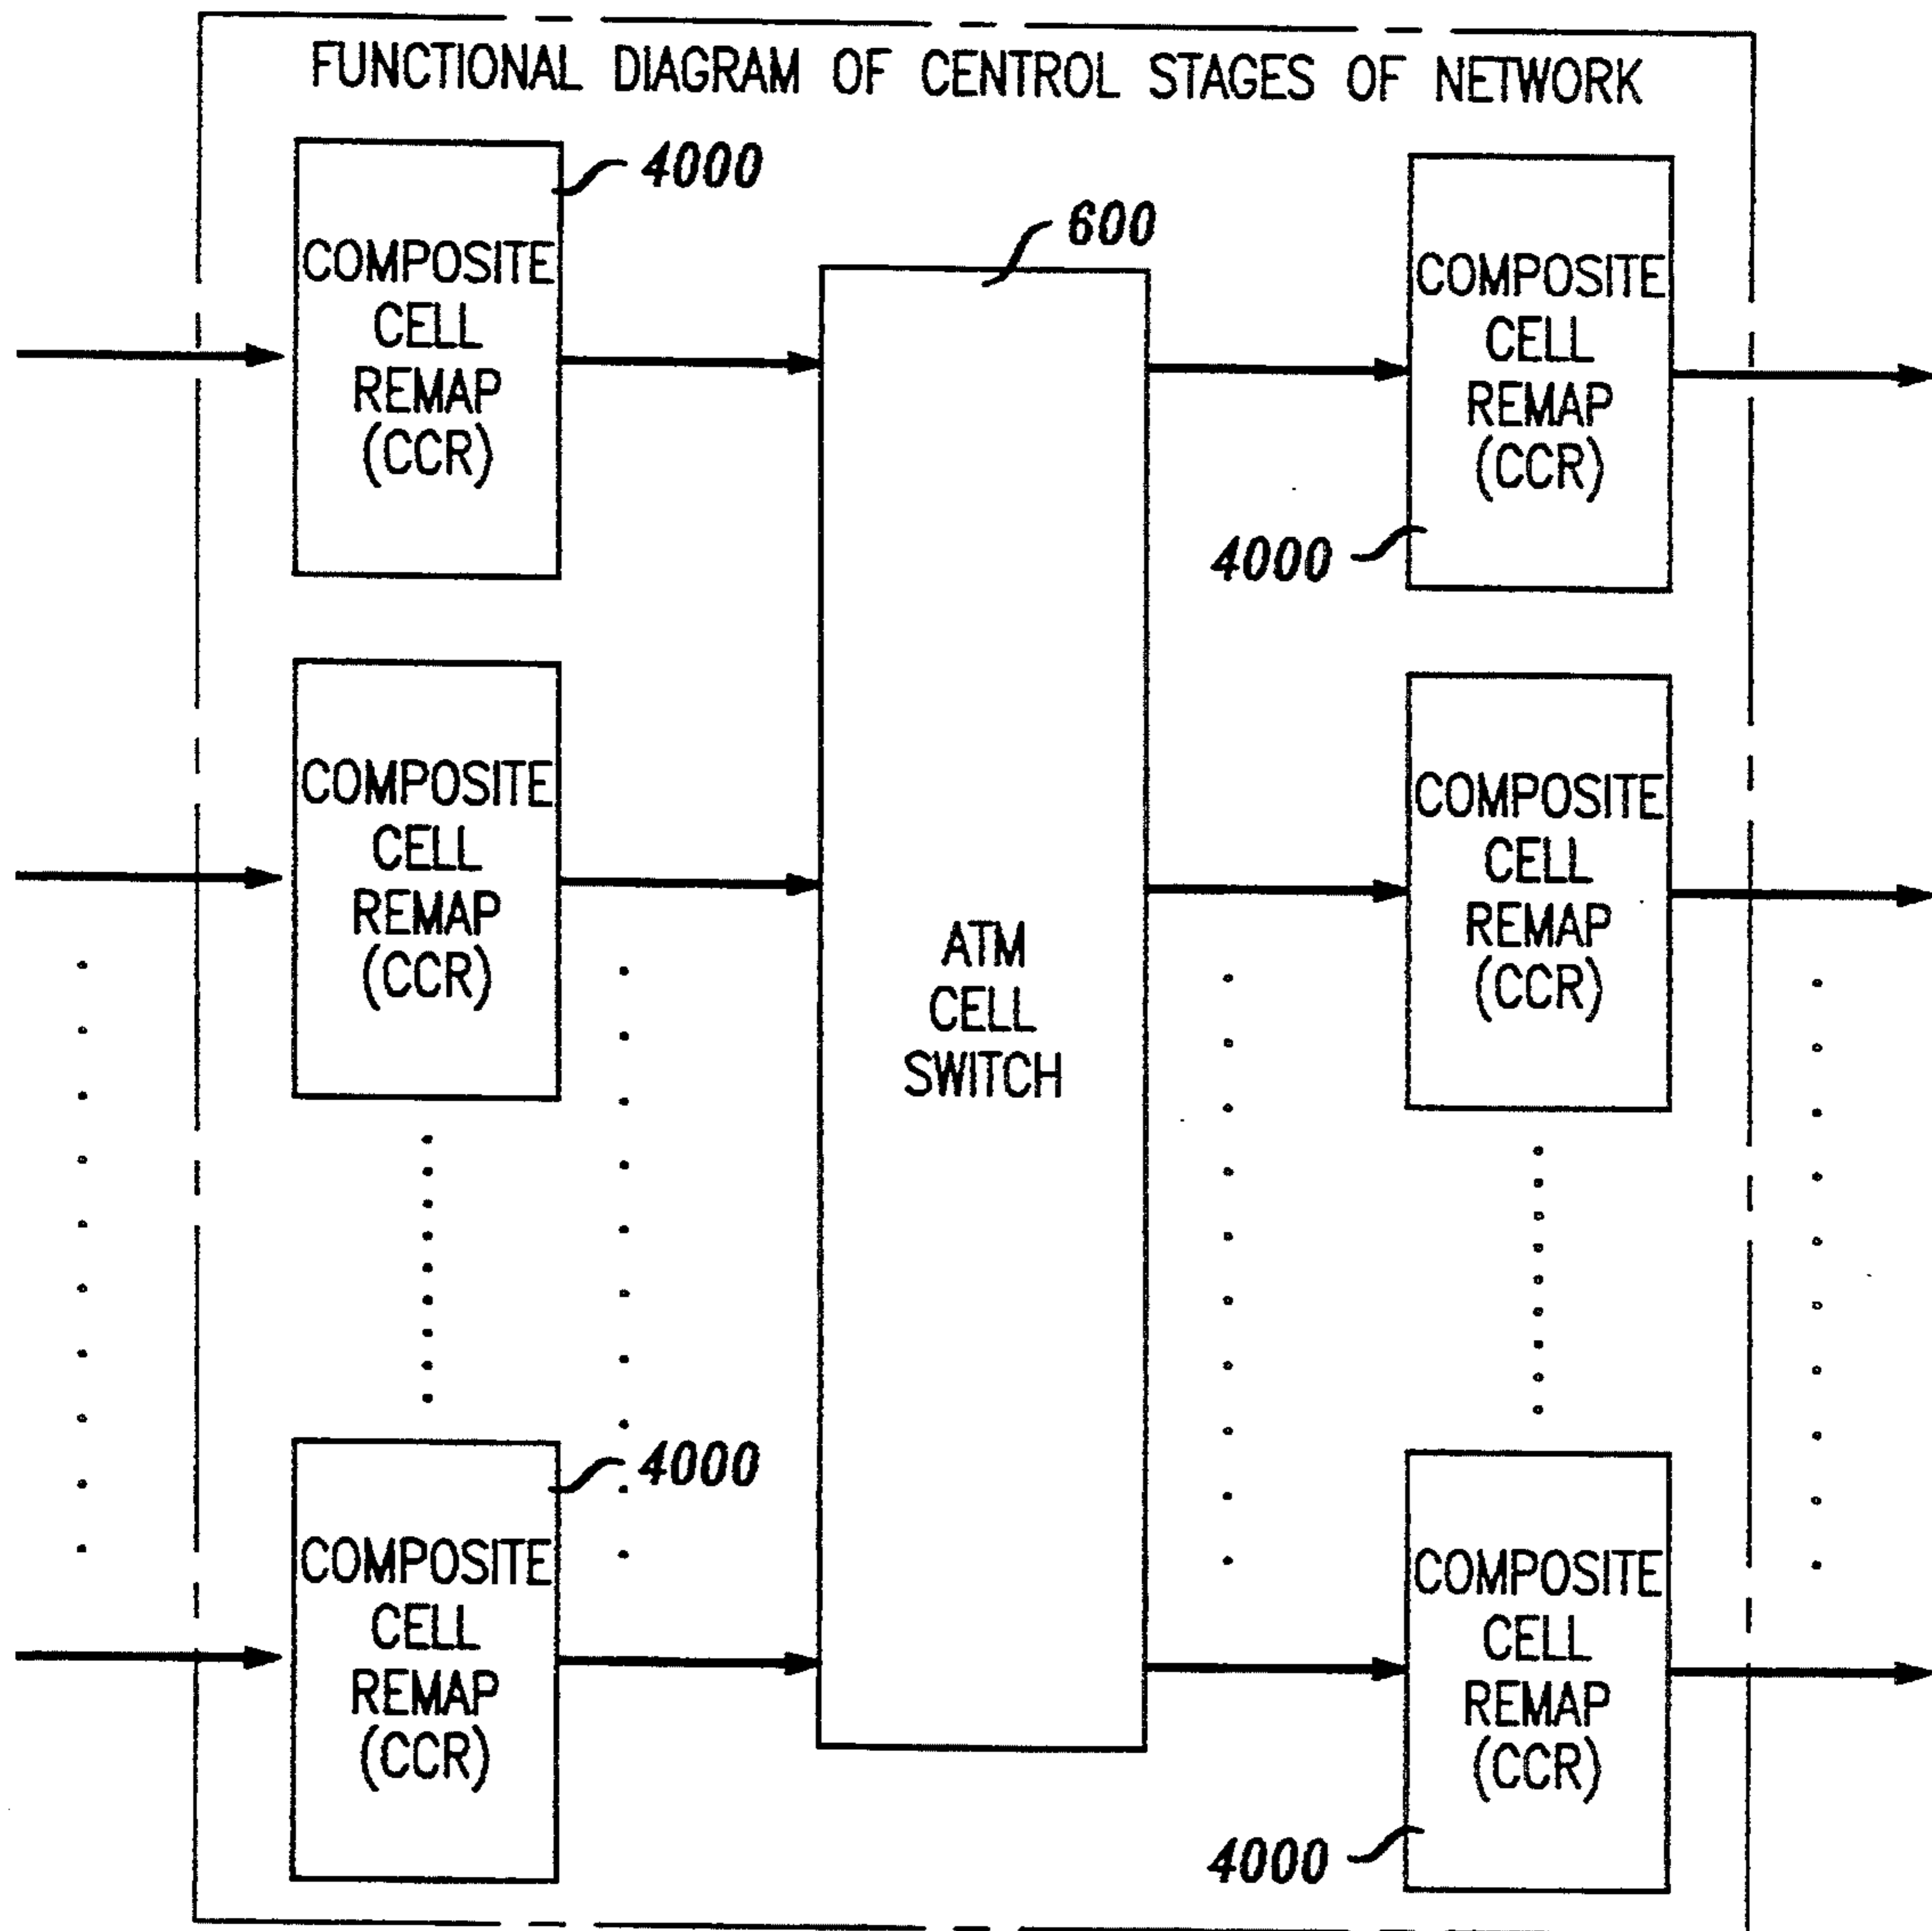 FUNCTIONAL DIAGRAM OF CENTROL STAGES OF NETWORK
4000
COMPOSITE
CELL
REMAP
(CCR)
600
COMPOSITE
CELL
REMAP
(CCR)
4000
COMPOSITE
CELL
REMAP
(CCR)
ATM
CELL
SWITCH
COMPOSITE
CELL
REMAP
(CCR)
4000
COMPOSITE
CELL
REMAP
(CCR)
COMPOSITE
CELL
REMAP
(CCR)
4000